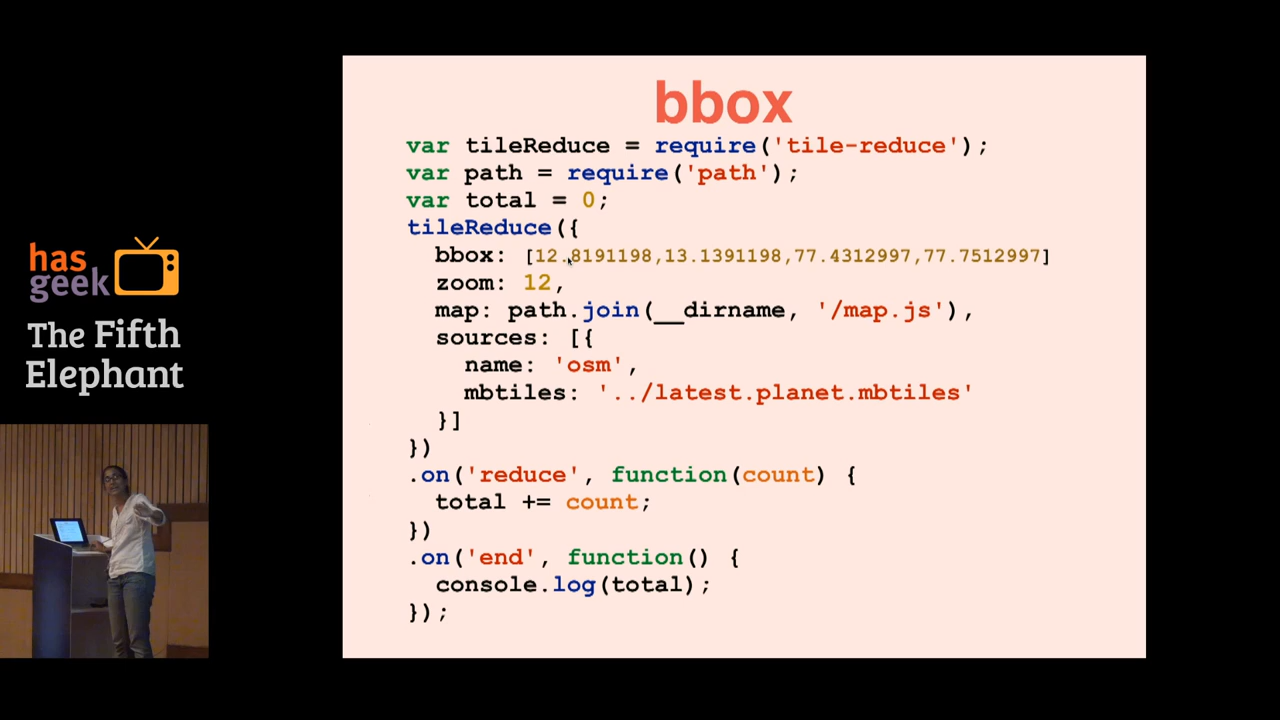 has
geek
The Fifth
Elephant
bbox
var tileReduce = require('tile-reduce');
var path = require('path');
var total = 0;
tileReduce({
  bbox: [12.8191198,13.1391198,77.4312997,77.7512997]
  zoom: 12,
  map: path.join(__dirname, '/map.js'),
  sources: [{
    name: 'osm',
    mbtiles: '../latest.planet.mbtiles'
  }]
})
.on('reduce', function(count) {
  total += count;
})
.on('end', function() {
  console.log(total);
});